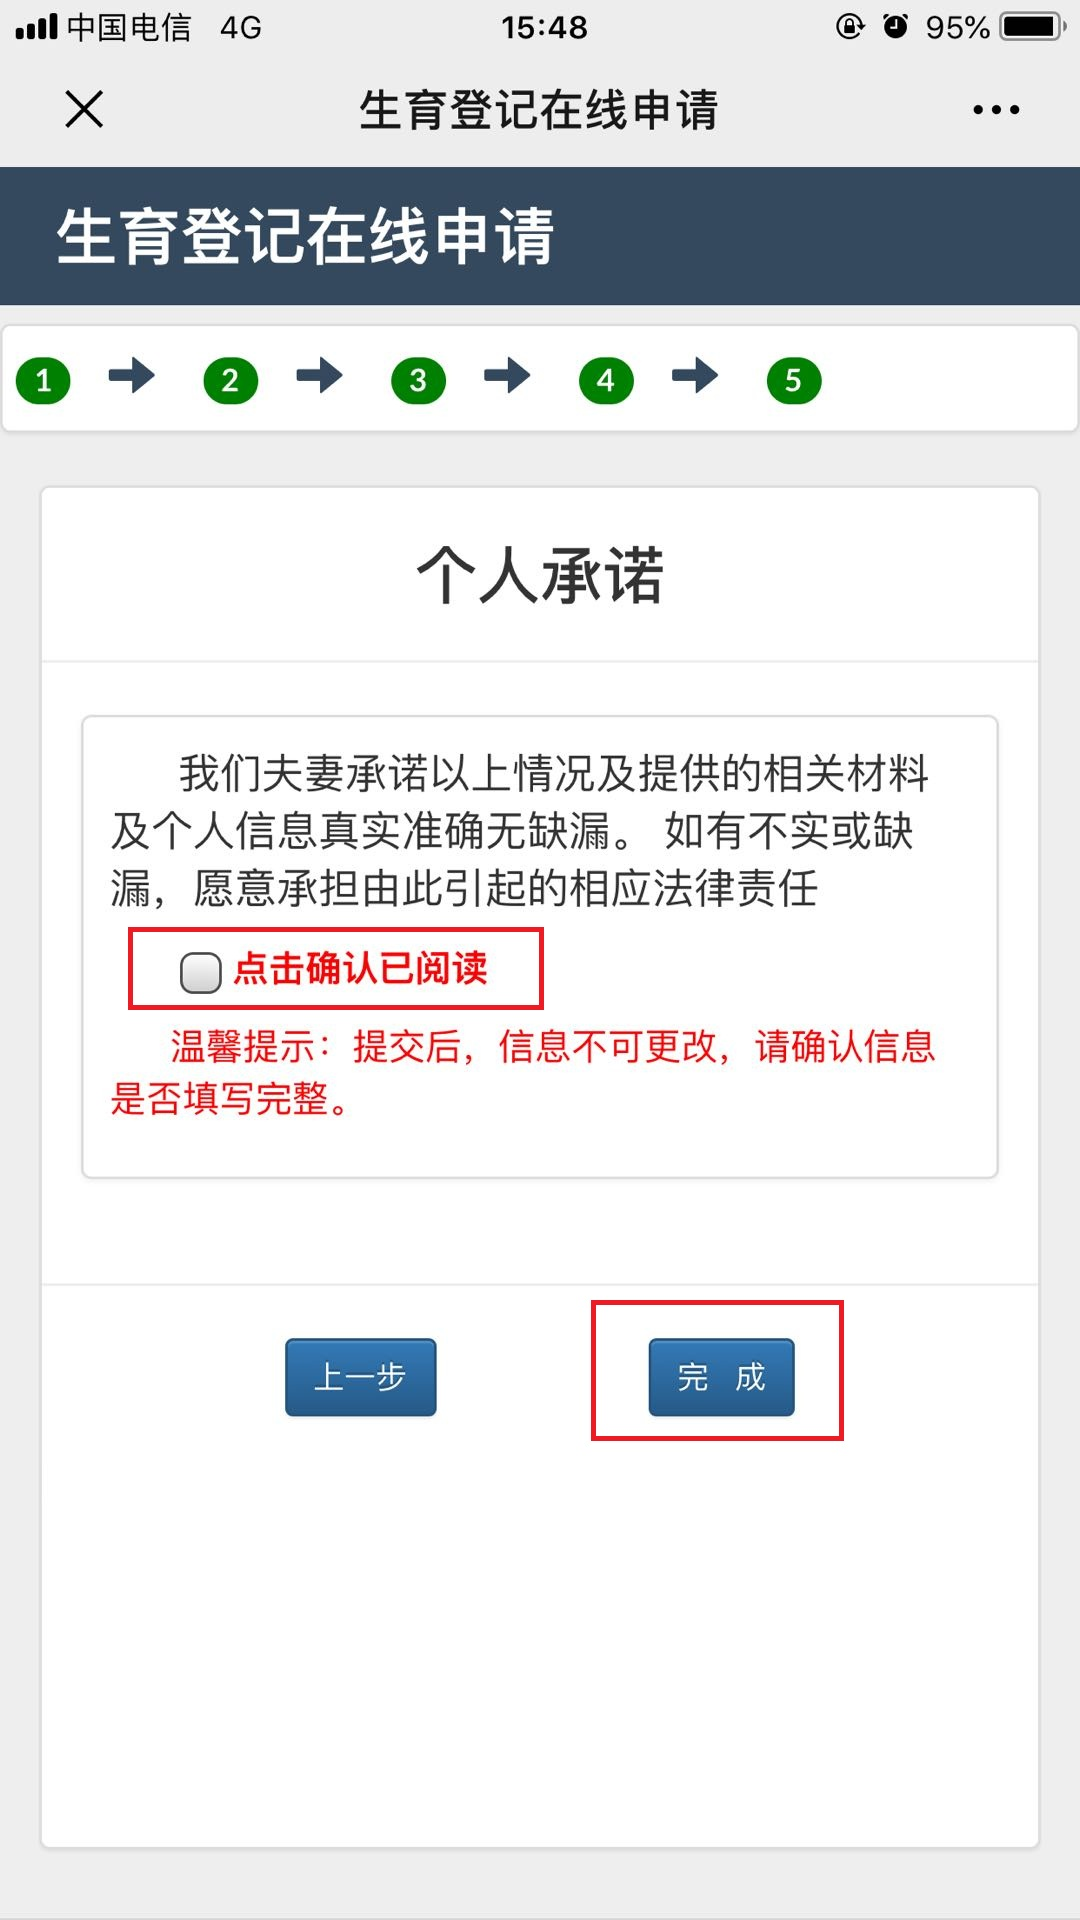 中国电信 4G 15:48 95%
生育登记在线申请
生育登记在线申请
1 2 3 4 5
个人承诺
我们夫妻承诺以上情况及提供的相关材料
及个人信息真实准确无缺漏。 如有不实或缺
漏，愿意承担由此引起的相应法律责任
点击确认已阅读
温馨提示：提交后，信息不可更改，请确认信息
是否填写完整。
上一步 完 成